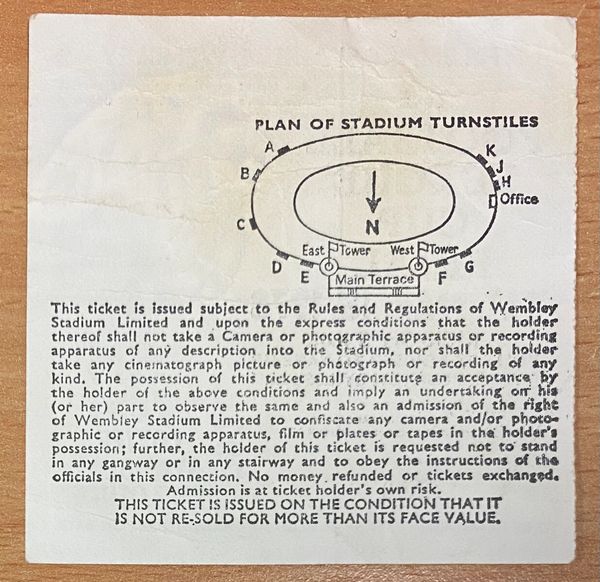 PLAN OF STADIUM TURNSTILES
A
K
J
B
H
Office
C
N
East Tower
West Tower
D
E
Main Terrace
F
G
This ticket is issued subject to the Rules and Regulations of Wembley
Stadium Limited and upon the express conditions that the holder
thereof shall not take a Camera or photographic apparatus or recording
apparatus of any description into the Stadium, nor shall the holder
take any cinematograph picture or photograph or recording of any
kind. The possession of this ticket shall constitute an acceptance by
the holder of the above conditions and imply an undertaking on his
(or her) part to observe the same and also an admission of the right
of Wembley Stadium Limited to confiscate any camera and/or photo-
graphic or recording apparatus, film or plates or tapes in the holder's
possession; further, the holder of this ticket is requested not to stand
in any gangway or in any stairway and to obey the instructions of the
officials in this connection. No money refunded or tickets exchanged.
Admission is at ticket holder's own risk.
THIS TICKET IS ISSUED ON THE CONDITION THAT IT
IS NOT RE-SOLD FOR MORE THAN ITS FACE VALUE.